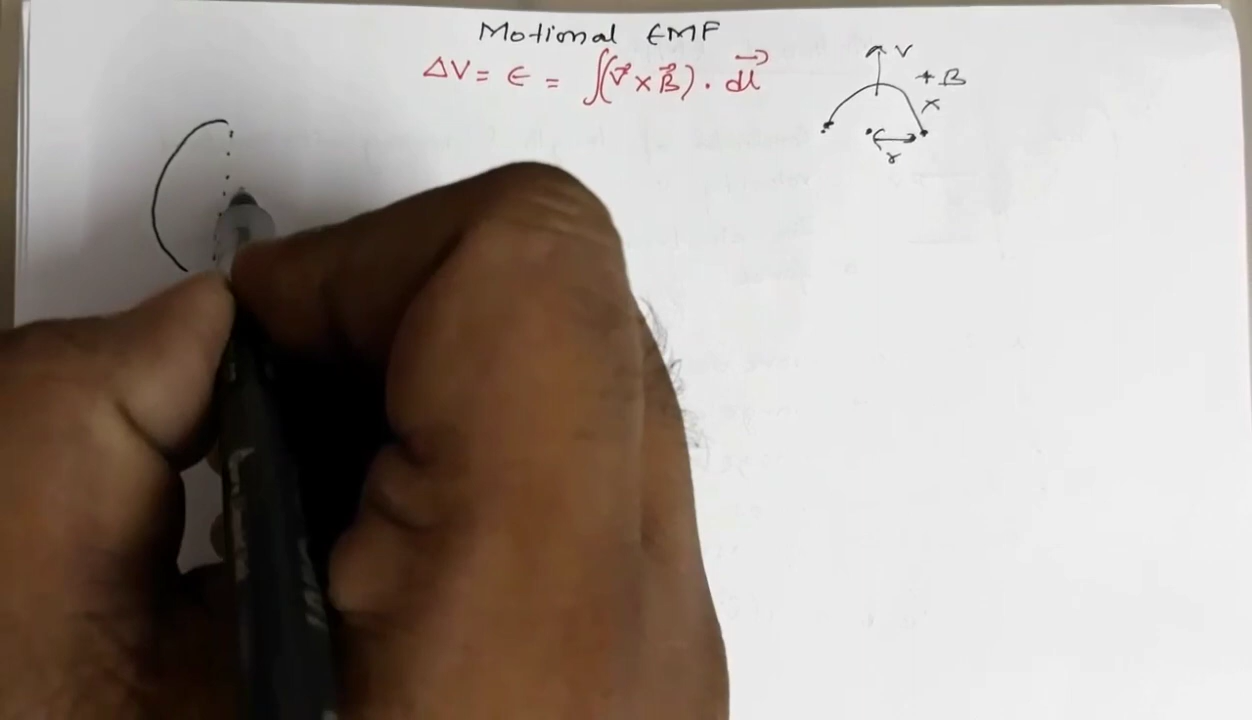 Motional EMF
ΔV = ε = ∫(v⃗ × B⃗) · dl⃗
v
+ B
x
r